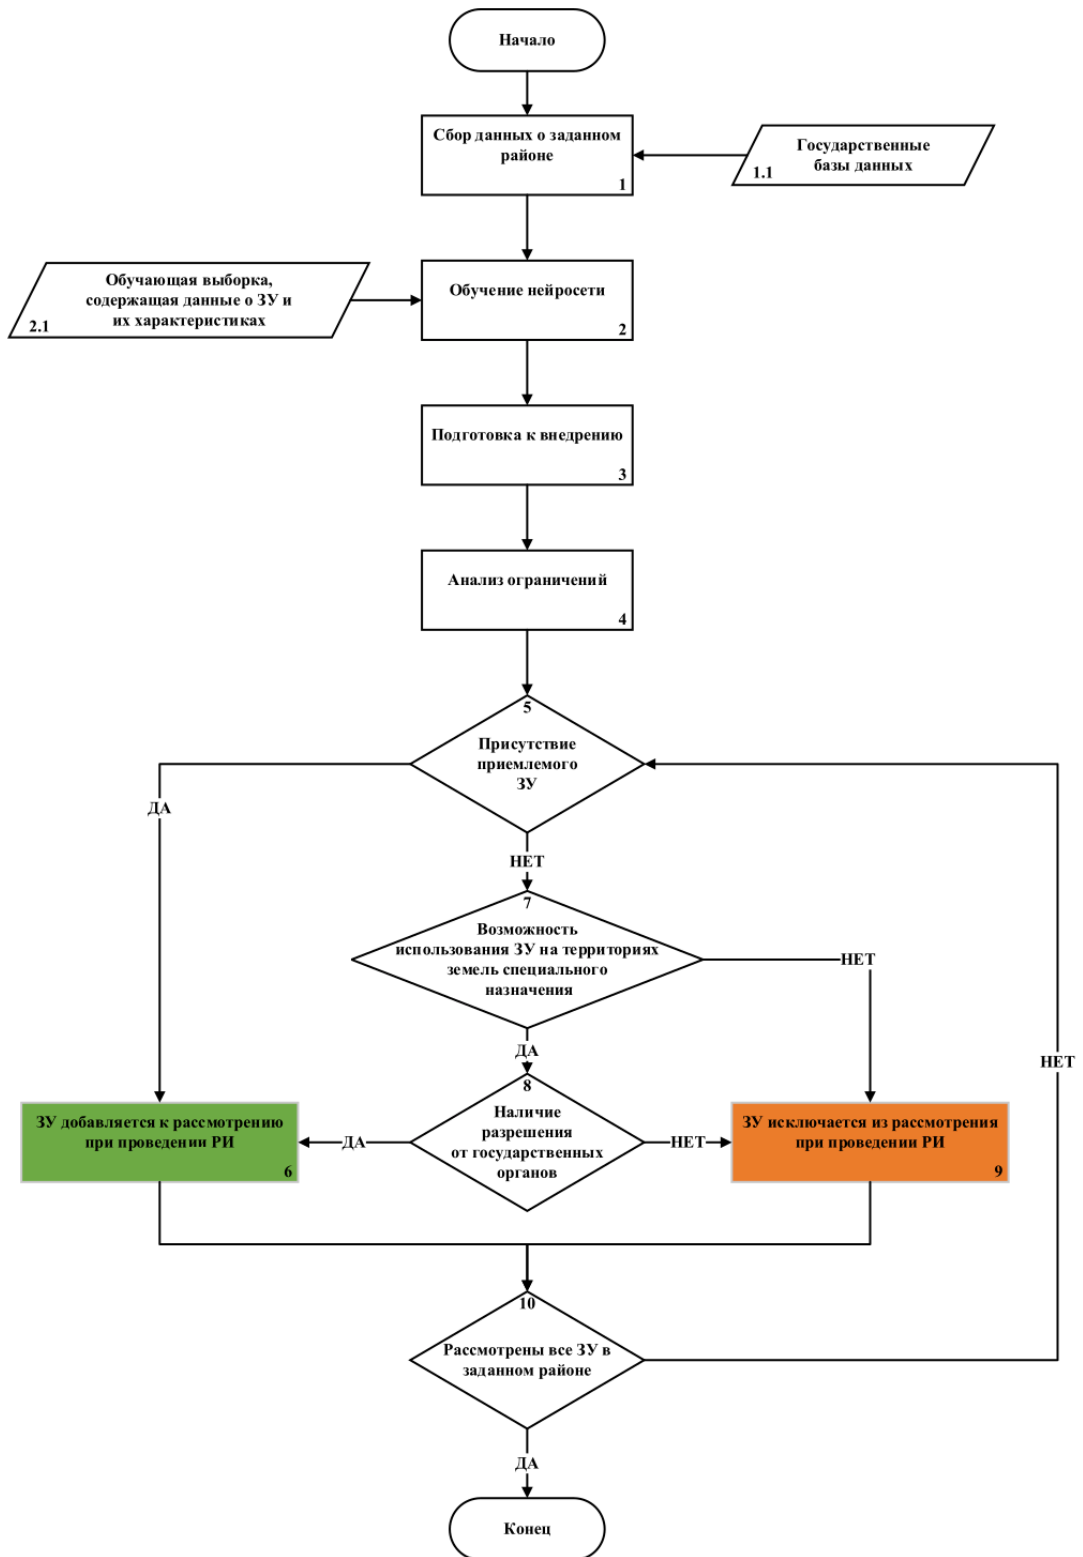 Начало
Сбор данных о заданном
районе
1
Государственные
базы данных
1.1
Обучающая выборка,
содержащая данные о ЗУ и
их характеристиках
2.1
Обучение нейросети
2
Подготовка к внедрению
3
Анализ ограничений
4
5
Присутствие
приемлемого
ЗУ
ДА
НЕТ
7
Возможность
использования ЗУ на территориях
земель специального
назначения
НЕТ
ДА
8
Наличие
разрешения
от государственных
органов
ДА
НЕТ
ЗУ добавляется к рассмотрению
при проведении РИ
6
ЗУ исключается из рассмотрения
при проведении РИ
9
НЕТ
10
Рассмотрены все ЗУ в
заданном районе
ДА
Конец